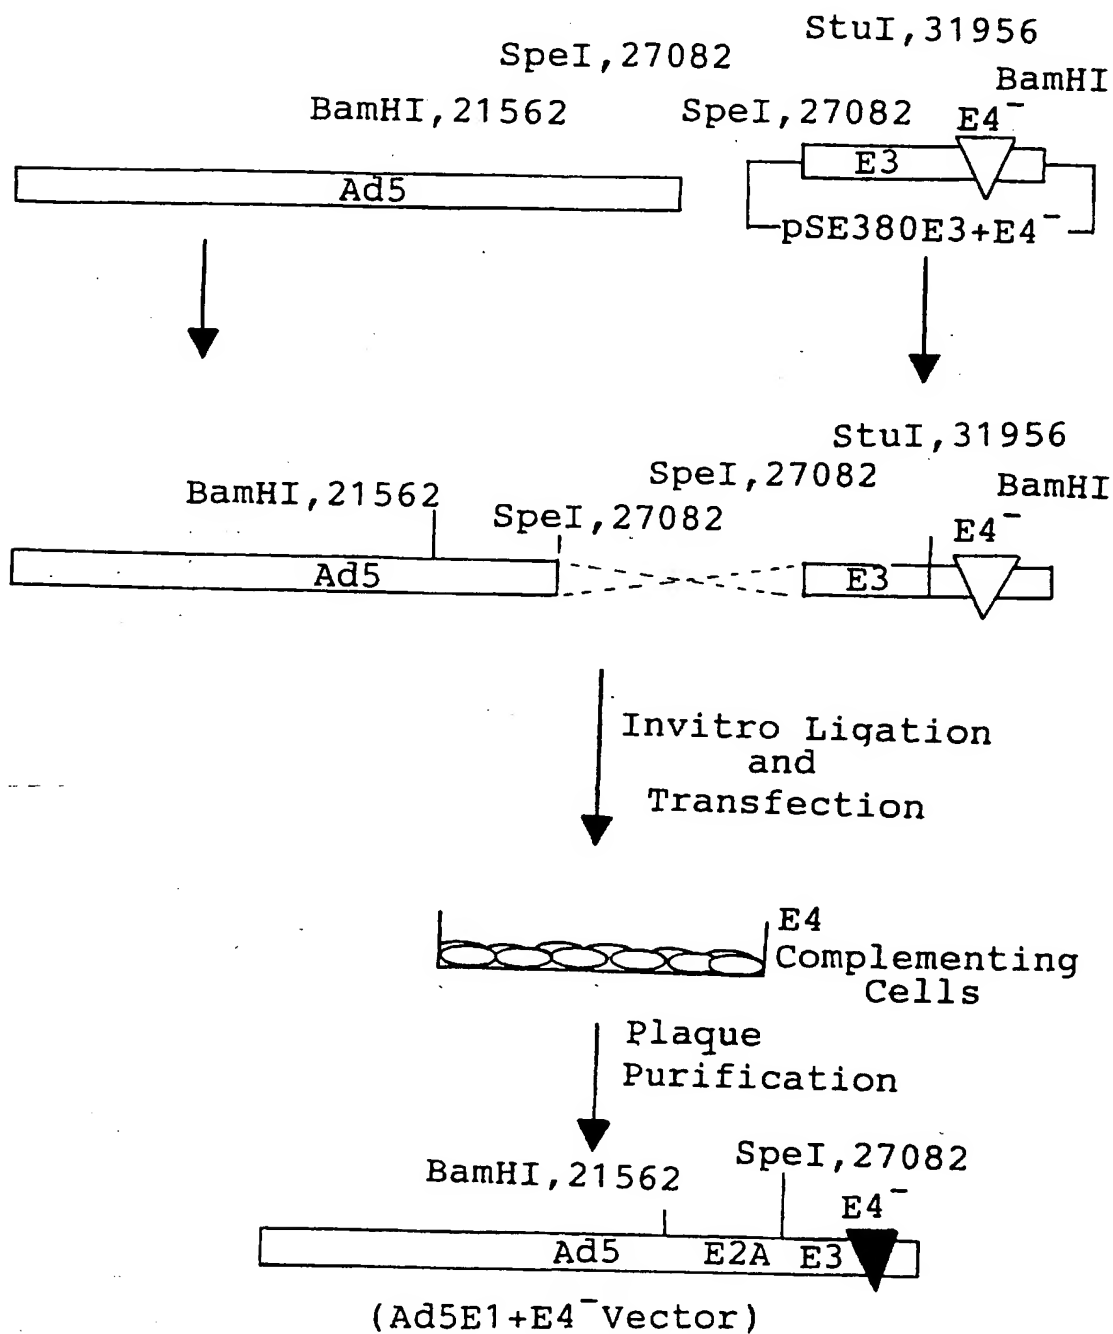 StuI,31956
SpeI,27082
BamHI
BamHI,21562
SpeI,27082
E4-
E3
Ad5
pSE380E3+E4-
StuI,31956
SpeI,27082
BamHI
BamHI,21562
SpeI,27082
E4-
Ad5
E3
Invitro Ligation
and
Transfection
E4
Complementing
Cells
Plaque
Purification
SpeI,27082
BamHI,21562
E4-
Ad5
E2A
E3
(Ad5E1+E4-Vector)